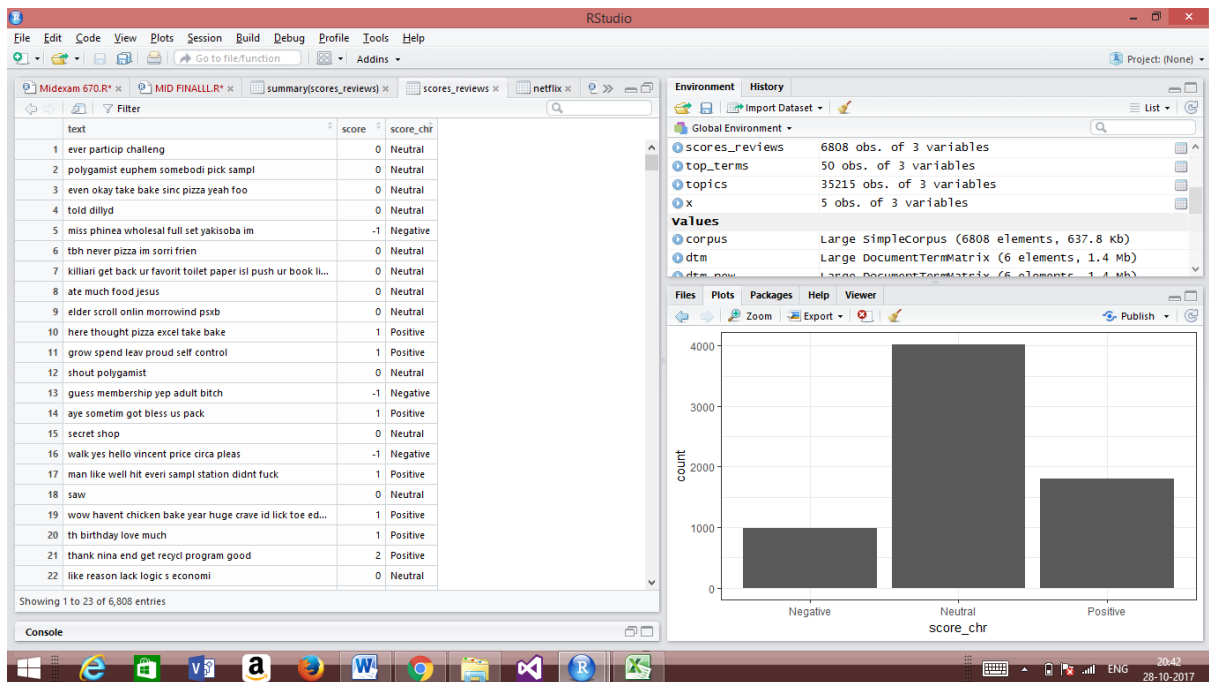 RStudio
File Edit Code View Plots Session Build Debug Profile Tools Help
Go to file/function Addins Project: (None)
Midexam 670.R* MID FINALLL.R* summary(scores_reviews) scores_reviews netflix
Filter
text score score_chr
1 ever particip challeng 0 Neutral
2 polygamist euphem somebodi pick sampl 0 Neutral
3 even okay take bake sinc pizza yeah foo 0 Neutral
4 told dillyd 0 Neutral
5 miss phinea wholesal full set yakisoba im -1 Negative
6 tbh never pizza im sorri frien 0 Neutral
7 killiari get back ur favorit toilet paper isl push ur book li... 0 Neutral
8 ate much food jesus 0 Neutral
9 elder scroll onlin morrowind psxb 0 Neutral
10 here thought pizza excel take bake 1 Positive
11 grow spend leav proud self control 1 Positive
12 shout polygamist 0 Neutral
13 guess membership yep adult bitch -1 Negative
14 aye sometim got bless us pack 1 Positive
15 secret shop 0 Neutral
16 walk yes hello vincent price circa pleas -1 Negative
17 man like well hit everi sampl station didnt fuck 1 Positive
18 saw 0 Neutral
19 wow havent chicken bake year huge crave id lick toe ed... 1 Positive
20 th birthday love much 1 Positive
21 thank nina end get recycl program good 2 Positive
22 like reason lack logic s economi 0 Neutral
Showing 1 to 23 of 6,808 entries
Console
Environment History
Import Dataset List
Global Environment
scores_reviews 6808 obs. of 3 variables
top_terms 50 obs. of 3 variables
topics 35215 obs. of 3 variables
x 5 obs. of 3 variables
Values
corpus Large SimpleCorpus (6808 elements, 637.8 Kb)
dtm Large DocumentTermMatrix (6 elements, 1.4 Mb)
dtm_new Large DocumentTermMatrix (6 elements, 1.4 Mb)
Files Plots Packages Help Viewer
Zoom Export Publish
4000
3000
2000
1000
0
count
Negative Neutral Positive
score_chr
ENG 20:42
28-10-2017